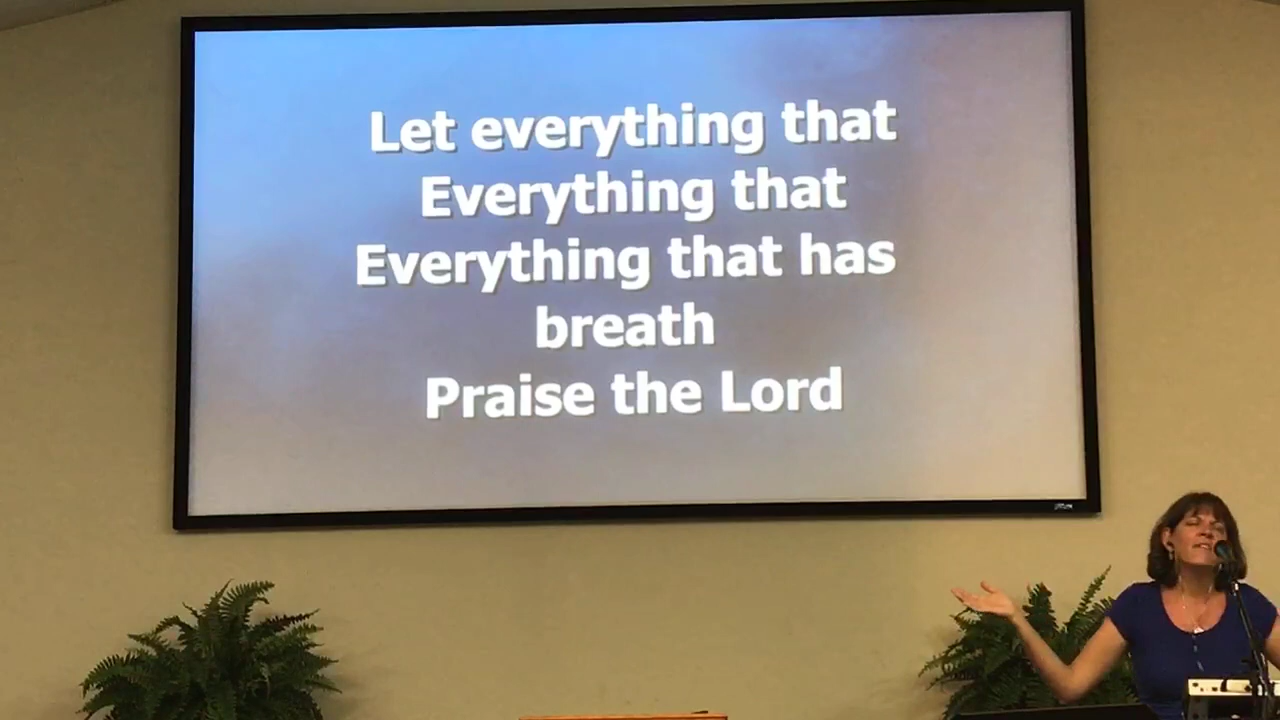 Let everything that
Everything that
Everything that has
breath
Praise the Lord